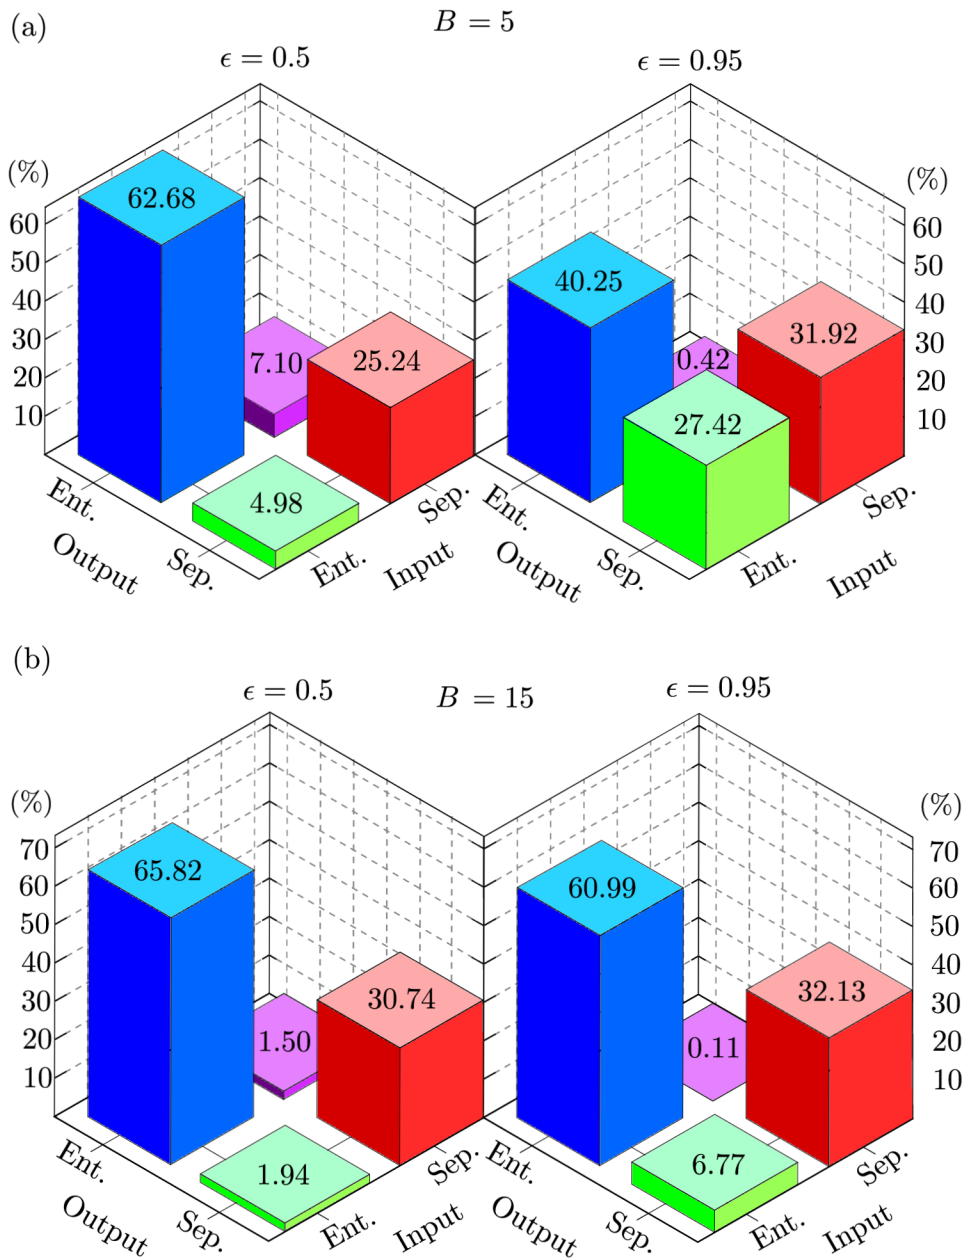 (a)
B = 5
ϵ = 0.5
ϵ = 0.95
(%)
(%)
60
50
40
30
20
10
62.68
7.10
25.24
4.98
40.25
0.42
31.92
27.42
60
50
40
30
20
10
Ent.
Sep.
Output
Ent.
Sep.
Input
Ent.
Sep.
Output
Ent.
Sep.
Input
(b)
ϵ = 0.5
B = 15
ϵ = 0.95
(%)
(%)
70
60
50
40
30
20
10
65.82
1.50
30.74
1.94
60.99
0.11
32.13
6.77
70
60
50
40
30
20
10
Ent.
Sep.
Output
Ent.
Sep.
Input
Ent.
Sep.
Output
Ent.
Sep.
Input